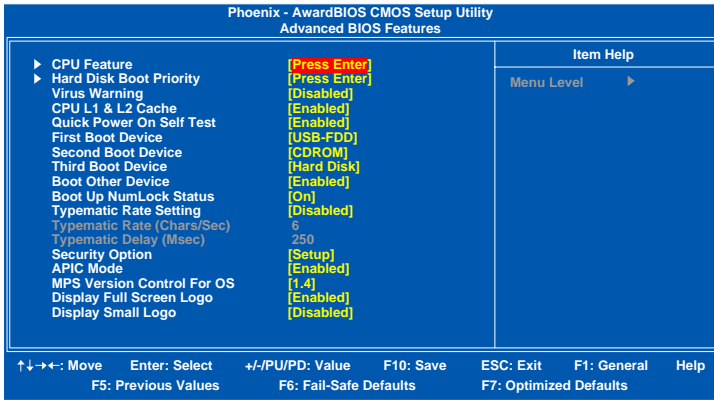 Phoenix - AwardBIOS CMOS Setup Utility
Advanced BIOS Features
Item Help
CPU Feature [Press Enter]
Hard Disk Boot Priority [Press Enter]
Menu Level
Virus Warning [Disabled]
CPU L1 & L2 Cache [Enabled]
Quick Power On Self Test [Enabled]
First Boot Device [USB-FDD]
Second Boot Device [CDROM]
Third Boot Device [Hard Disk]
Boot Other Device [Enabled]
Boot Up NumLock Status [On]
Typematic Rate Setting [Disabled]
Typematic Rate (Chars/Sec) 6
Typematic Delay (Msec) 250
Security Option [Setup]
APIC Mode [Enabled]
MPS Version Control For OS [1.4]
Display Full Screen Logo [Enabled]
Display Small Logo [Disabled]
↑↓→←: Move Enter: Select +/-/PU/PD: Value F10: Save ESC: Exit F1: General Help
F5: Previous Values F6: Fail-Safe Defaults F7: Optimized Defaults